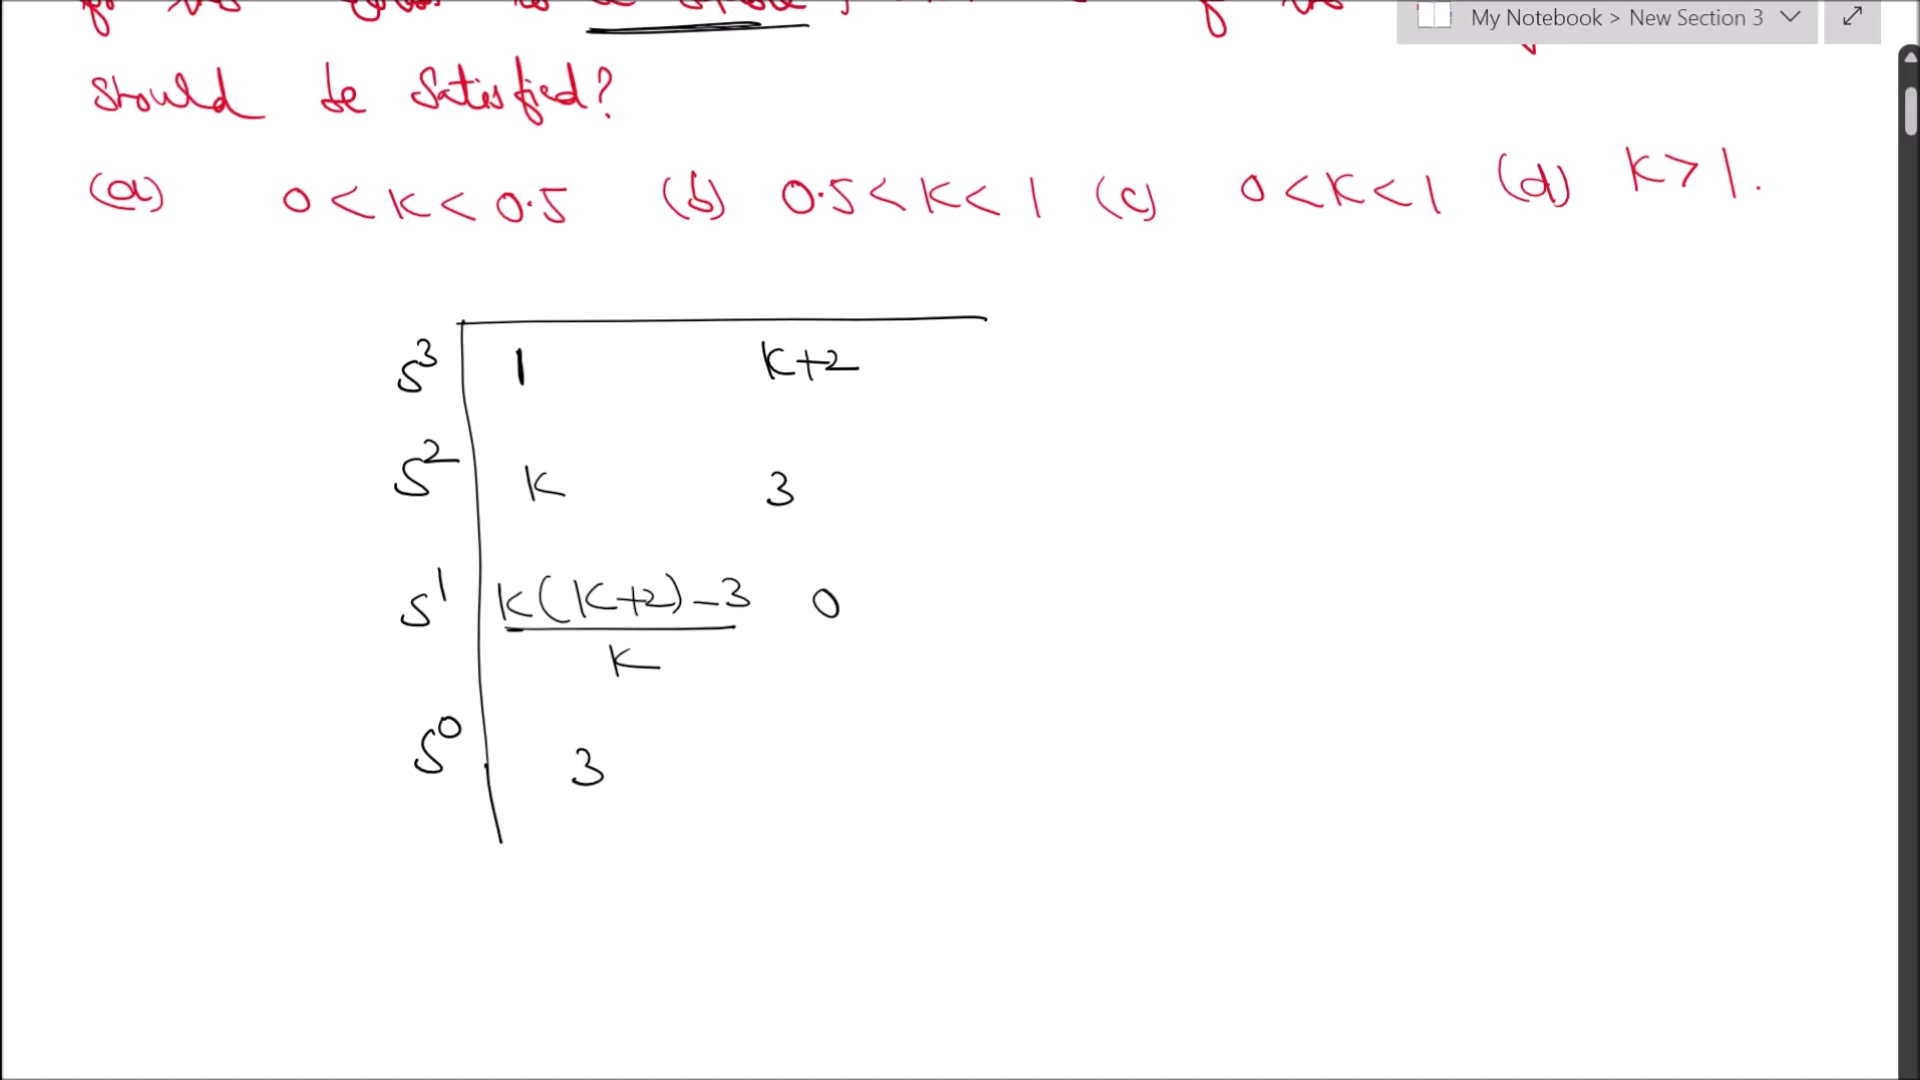 My Notebook > New Section 3
should be satisfied?
(a) 0<K<0.5 (b) 0.5<K<1 (c) 0<K<1 (d) K>1.
S³ 1 K+2
S² K 3
S¹ K(K+2)-3 0
K
S⁰ 3